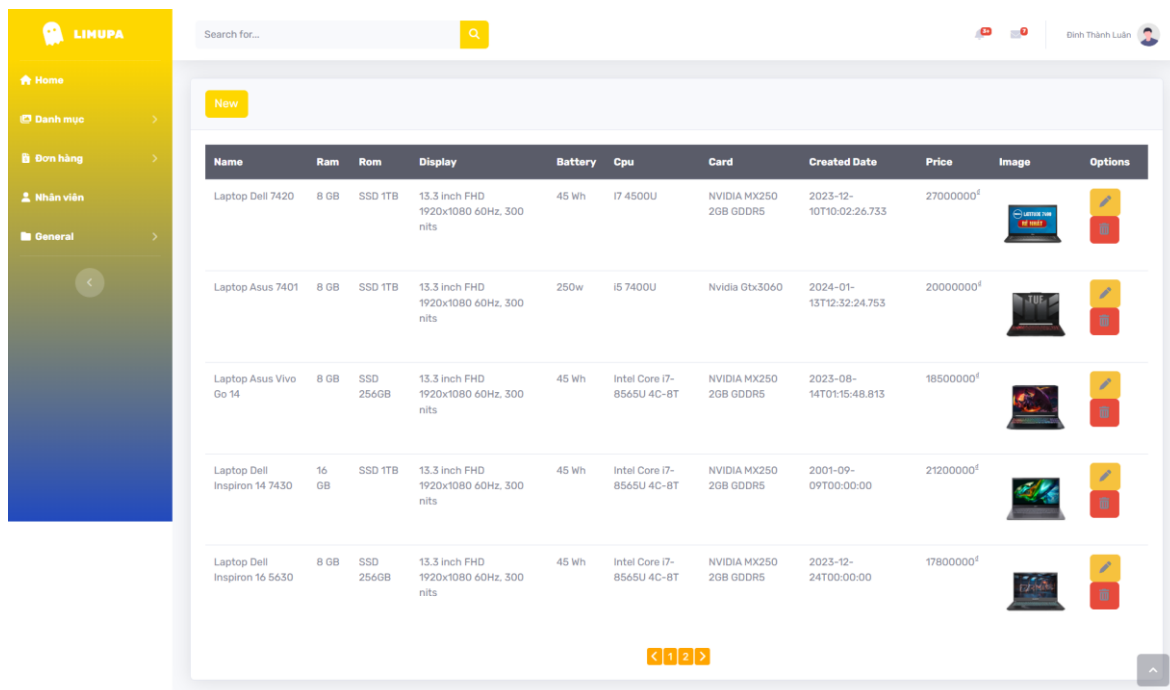 LINUPA
Search for...
3+
7
Đinh Thành Luân
Home
Danh mục
Đơn hàng
Nhân viên
General
New
Name Ram Rom Display Battery Cpu Card Created Date Price Image Options
Laptop Dell 7420 8 GB SSD 1TB 13.3 inch FHD 45 Wh I7 4500U NVIDIA MX250 2023-12- 27000000đ
1920x1080 60Hz, 300 2GB GDDR5 10T10:02:26.733
nits
LATITUDE 7420
RẺ NHẤT
Laptop Asus 7401 8 GB SSD 1TB 13.3 inch FHD 250w i5 7400U Nvidia Gtx3060 2024-01- 20000000đ
1920x1080 60Hz, 300 13T12:32:24.753
nits
TUF
Laptop Asus Vivo 8 GB SSD 13.3 inch FHD 45 Wh Intel Core i7- NVIDIA MX250 2023-08- 18500000đ
Go 14 256GB 1920x1080 60Hz, 300 8565U 4C-8T 2GB GDDR5 14T01:15:48.813
nits
Laptop Dell 16 SSD 1TB 13.3 inch FHD 45 Wh Intel Core i7- NVIDIA MX250 2001-09- 21200000đ
Inspiron 14 7430 GB 1920x1080 60Hz, 300 8565U 4C-8T 2GB GDDR5 09T00:00:00
nits
Laptop Dell 8 GB SSD 13.3 inch FHD 45 Wh Intel Core i7- NVIDIA MX250 2023-12- 17800000đ
Inspiron 16 5630 256GB 1920x1080 60Hz, 300 8565U 4C-8T 2GB GDDR5 24T00:00:00
nits
1 2